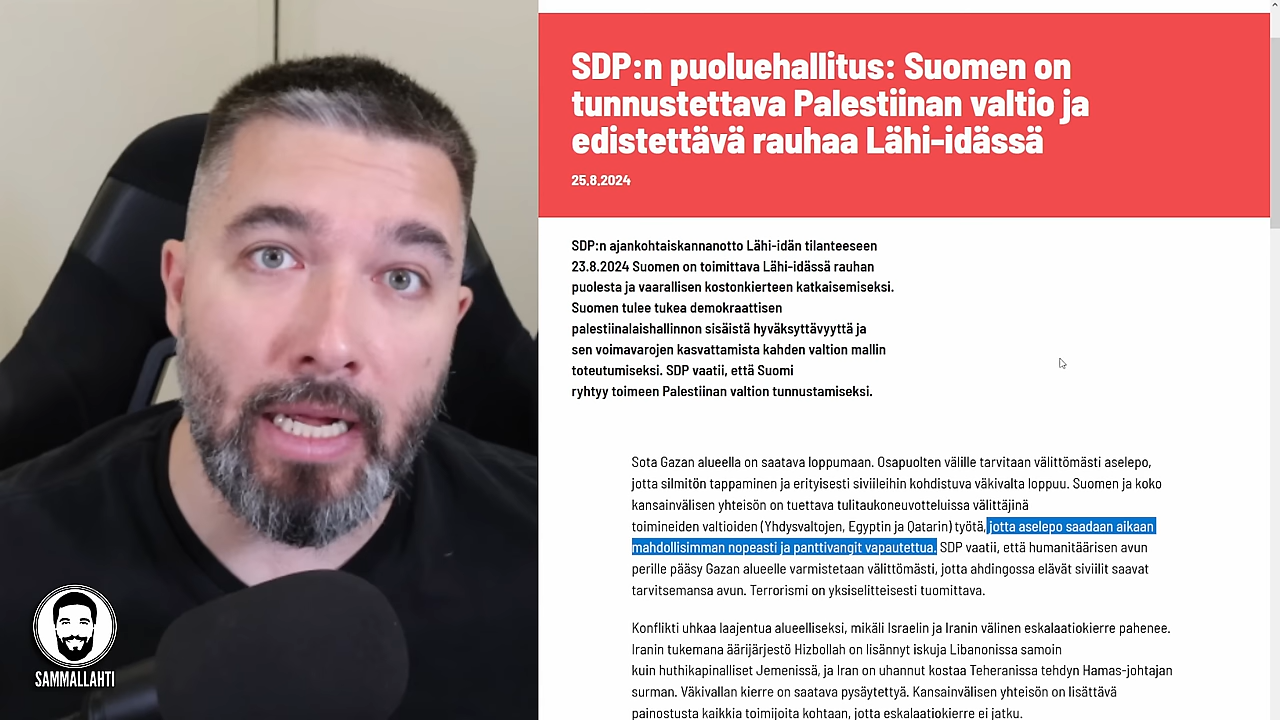 SDP:n puoluehallitus: Suomen on
tunnustettava Palestiinan valtio ja
edistettävä rauhaa Lähi-idässä
25.8.2024
SDP:n ajankohtaiskannanotto Lähi-idän tilanteeseen
23.8.2024 Suomen on toimittava Lähi-idässä rauhan
puolesta ja vaarallisen kostonkierteen katkaisemiseksi.
Suomen tulee tukea demokraattisen
palestiinalaishallinnon sisäistä hyväksyttävyyttä ja
sen voimavarojen kasvattamista kahden valtion mallin
toteutumiseksi. SDP vaatii, että Suomi
ryhtyy toimeen Palestiinan valtion tunnustamiseksi.
Sota Gazan alueella on saatava loppumaan. Osapuolten välille tarvitaan välittömästi aselepo,
jotta silmitön tappaminen ja erityisesti siviileihin kohdistuva väkivalta loppuu. Suomen ja koko
kansainvälisen yhteisön on tuettava tulitaukoneuvotteluissa välittäjinä
toimineiden valtioiden (Yhdysvaltojen, Egyptin ja Qatarin) työtä, jotta aselepo saadaan aikaan
mahdollisimman nopeasti ja panttivangit vapautettua. SDP vaatii, että humanitäärisen avun
perille pääsy Gazan alueelle varmistetaan välittömästi, jotta ahdingossa elävät siviilit saavat
tarvitsemansa avun. Terrorismi on yksiselitteisesti tuomittava.
Konflikti uhkaa laajentua alueelliseksi, mikäli Israelin ja Iranin välinen eskalaatiokierre pahenee.
Iranin tukemana äärijärjestö Hizbollah on lisännyt iskuja Libanonissa samoin
kuin huthikapinalliset Jemenissä, ja Iran on uhannut kostaa Teheranissa tehdyn Hamas-johtajan
surman. Väkivallan kierre on saatava pysäytettyä. Kansainvälisen yhteisön on lisättävä
painostusta kaikkia toimijoita kohtaan, jotta eskalaatiokierre ei jatku.
SAMMALLAHTI